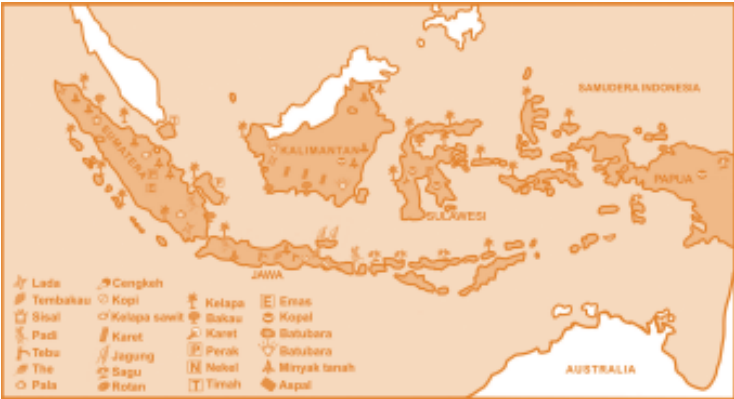 SAMUDERA INDONESIA
SUMATERA
KALIMANTAN
PAPUA
SULAWESI
JAWA
AUSTRALIA
Lada
Tembakau
Sisal
Padi
Tebu
The
Pala
Cengkeh
Kopi
Kelapa sawit
Karet
Jagung
Sagu
Rotan
Kelapa
Bakau
Karet
P Perak
N Nekel
T Timah
E Emas
Kopal
Batubara
Batubara
Minyak tanah
Aspal